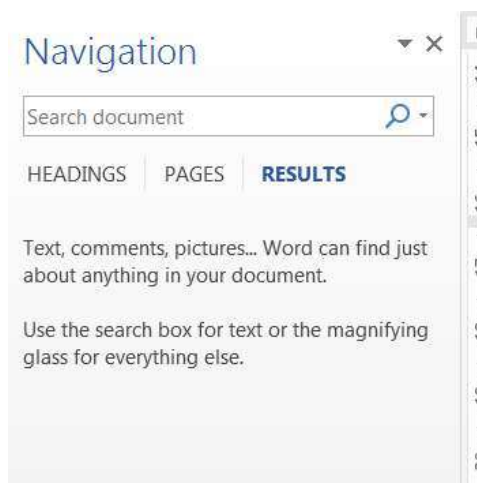 Navigation
Search document
HEADINGS PAGES RESULTS
Text, comments, pictures... Word can find just
about anything in your document.
Use the search box for text or the magnifying
glass for everything else.